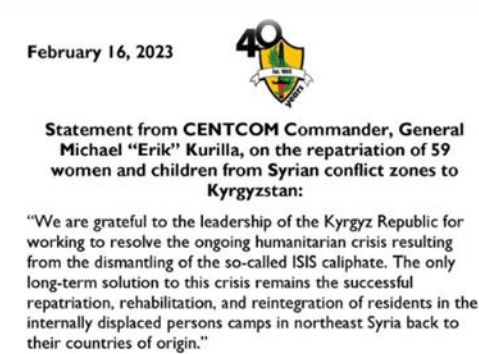 February 16, 2023
40
Est. 1983
years
Statement from CENTCOM Commander, General
Michael “Erik” Kurilla, on the repatriation of 59
women and children from Syrian conflict zones to
Kyrgyzstan:
“We are grateful to the leadership of the Kyrgyz Republic for
working to resolve the ongoing humanitarian crisis resulting
from the dismantling of the so-called ISIS caliphate. The only
long-term solution to this crisis remains the successful
repatriation, rehabilitation, and reintegration of residents in the
internally displaced persons camps in northeast Syria back to
their countries of origin.”